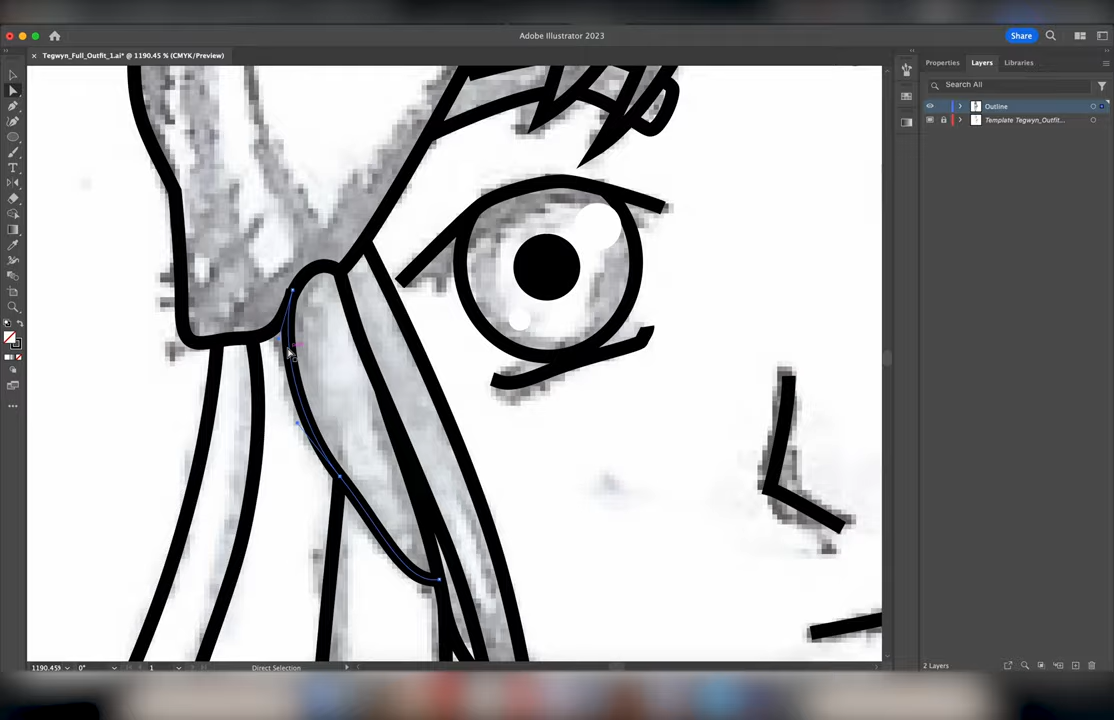 Adobe Illustrator 2023
Share
Tegwyn_Full_Outfit_1.ai* @ 1190.45 % (CMYK/Preview)
Properties
Layers
Libraries
Search All
Outline
Template Tegwyn_Outfit...
1190.45%
0°
1
Direct Selection
2 Layers